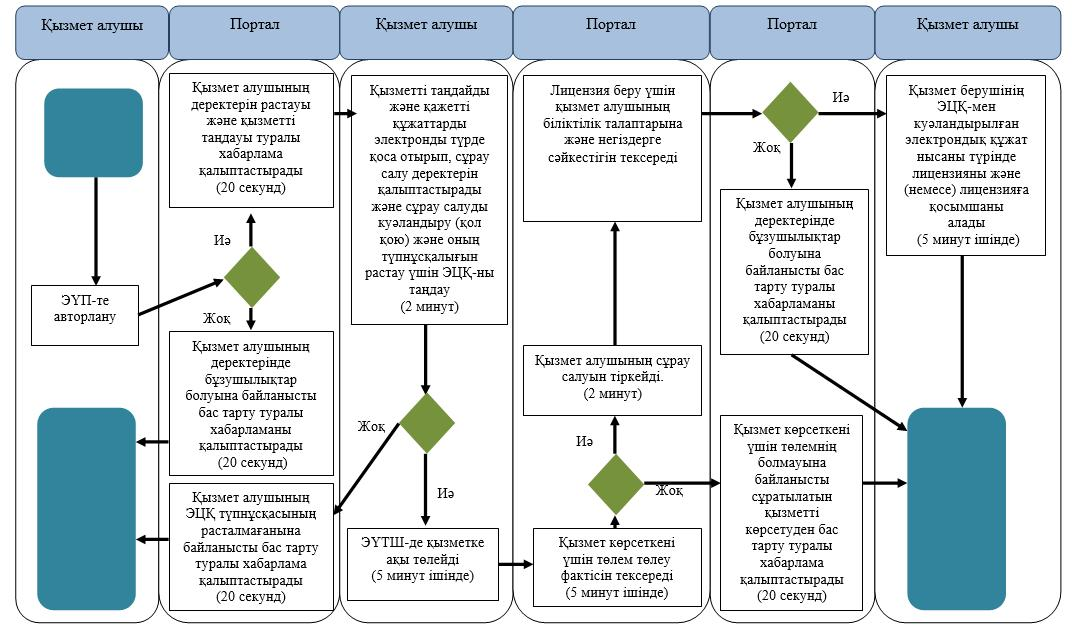 Қызмет алушы
Портал
Қызмет алушы
Портал
Портал
Қызмет алушы
ЭҮП-те
авторлану
Қызмет алушының
деректерін растауы
және қызметті
таңдауы туралы
хабарлама
қалыптастырады
(20 секунд)
Иә
Жоқ
Қызмет алушының
деректерінде
бұзушылықтар
болуына байланысты
бас тарту туралы
хабарламаны
қалыптастырады
(20 секунд)
Қызмет алушының
ЭЦҚ түпнұсқасының
расталмағанына
байланысты бас тарту
туралы хабарлама
қалыптастырады
(20 секунд)
Қызметті таңдайды
және қажетті
құжаттарды
электронды түрде
қоса отырып, сұрау
салу деректерін
қалыптастырады
және сұрау салуды
куәландыру (қол
қою) және оның
түпнұсқалығын
растау үшін ЭЦҚ-ны
таңдау
(2 минут)
Жоқ
Иә
ЭҮТШ-де қызметке
ақы төлейді
(5 минут ішінде)
Лицензия беру үшін
қызмет алушының
біліктілік талаптарына
және негіздерге
сәйкестігін тексереді
Қызмет алушының сұрау
салуын тіркейді.
(2 минут)
Иә
Жоқ
Қызмет көрсеткені
үшін төлем төлеу
фактісін тексереді
(5 минут ішінде)
Иә
Жоқ
Қызмет алушының
деректерінде
бұзушылықтар
болуына
байланысты бас
тарту туралы
хабарламаны
қалыптастырады
(20 секунд)
Қызмет көрсеткені
үшін төлемнің
болмауына
байланысты
сұратылатын
қызметті
көрсетуден бас
тарту туралы
хабарлама
қалыптастырады
(20 секунд)
Қызмет берушінің
ЭЦҚ-мен
куәландырылған
электрондық құжат
нысаны түрінде
лицензияны және
(немесе) лицензияға
қосымшаны
алады
(5 минут ішінде)